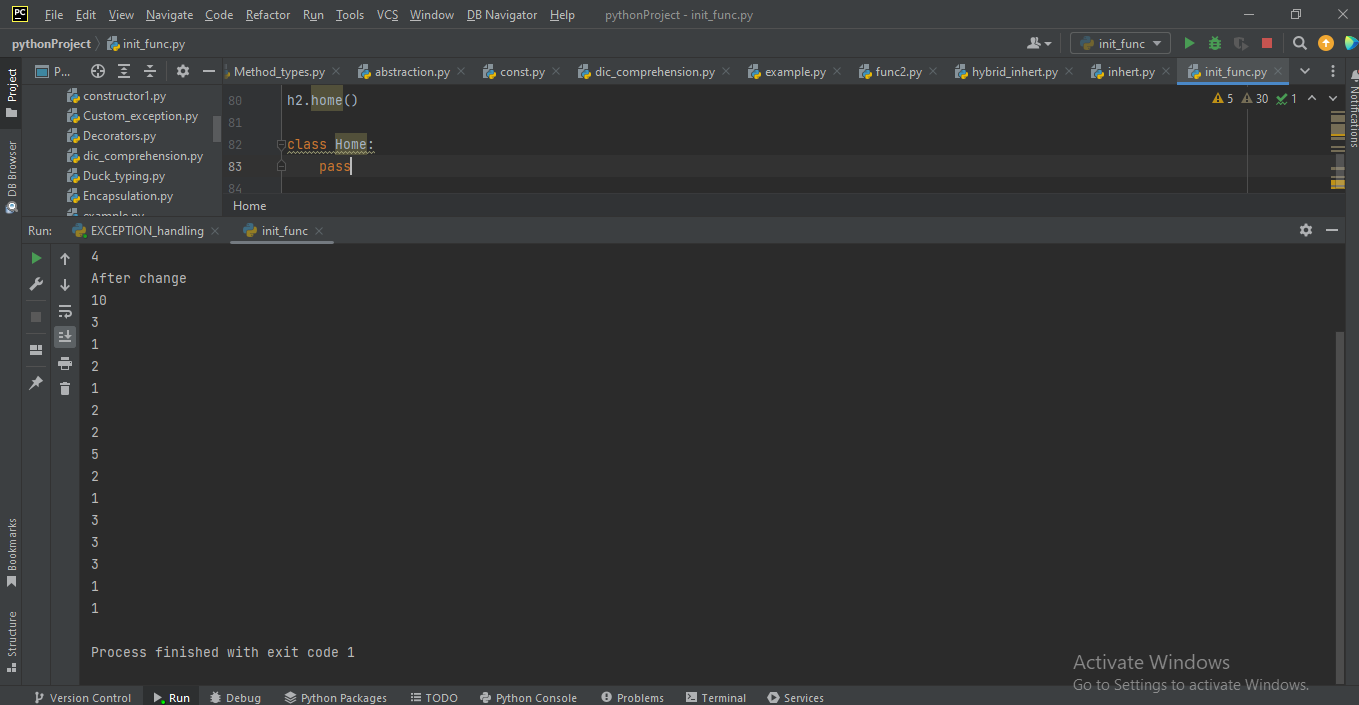 PC File Edit View Navigate Code Refactor Run Tools VCS Window DB Navigator Help pythonProject - init_func.py
pythonProject init_func.py init_func
Project P... Method_types.py abstraction.py const.py dic_comprehension.py example.py func2.py hybrid_inhert.py inhert.py init_func.py
Notifications
DB Browser
constructor1.py
Custom_exception.py
Decorators.py
dic_comprehension.py
Duck_typing.py
Encapsulation.py
example.py
80 h2.home() 5 30 1
81
82 class Home:
83 pass
84
Home
Run: EXCEPTION_handling init_func
4
After change
10
3
1
2
1
2
2
5
2
1
3
3
3
1
1
Process finished with exit code 1
Bookmarks
Structure
Activate Windows
Go to Settings to activate Windows.
Version Control Run Debug Python Packages TODO Python Console Problems Terminal Services